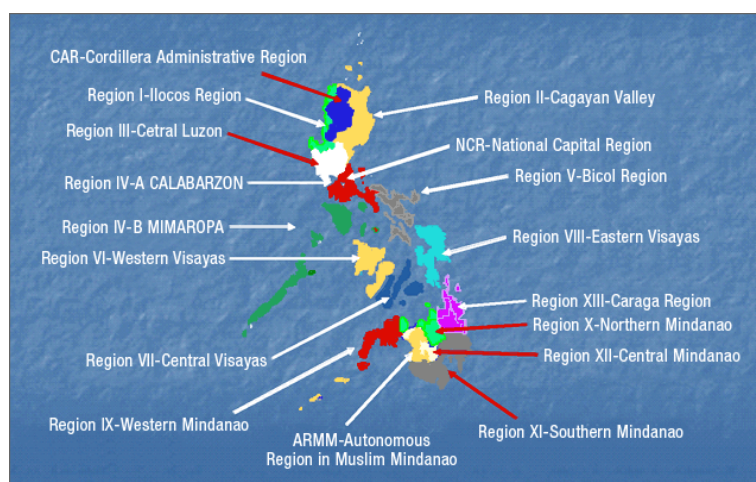 CAR-Cordillera Administrative Region
Region I-Ilocos Region
Region II-Cagayan Valley
Region III-Cetral Luzon
NCR-National Capital Region
Region V-Bicol Region
Region IV-A CALABARZON
Region IV-B MIMAROPA
Region VIII-Eastern Visayas
Region VI-Western Visayas
Region XIII-Caraga Region
Region X-Northern Mindanao
Region VII-Central Visayas
Region XII-Central Mindanao
Region IX-Western Mindanao
ARMM-Autonomous
Region in Muslim Mindanao
Region XI-Southern Mindanao